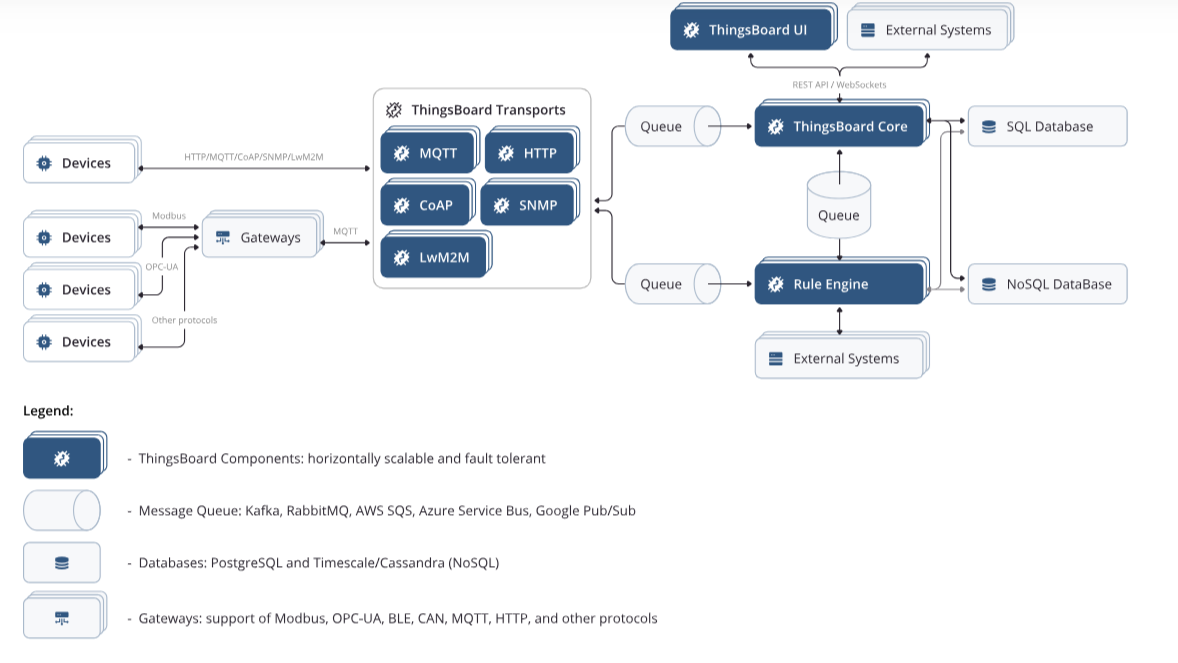 ThingsBoard UI
External Systems
REST API / WebSockets
ThingsBoard Transports
Queue
ThingsBoard Core
SQL Database
MQTT
HTTP
Devices
HTTP/MQTT/CoAP/SNMP/LwM2M
CoAP
SNMP
Queue
Modbus
Devices
Gateways
MQTT
LwM2M
OPC-UA
Devices
Queue
Rule Engine
NoSQL DataBase
Other protocols
Devices
External Systems
Legend:
- ThingsBoard Components: horizontally scalable and fault tolerant
- Message Queue: Kafka, RabbitMQ, AWS SQS, Azure Service Bus, Google Pub/Sub
- Databases: PostgreSQL and Timescale/Cassandra (NoSQL)
- Gateways: support of Modbus, OPC-UA, BLE, CAN, MQTT, HTTP, and other protocols